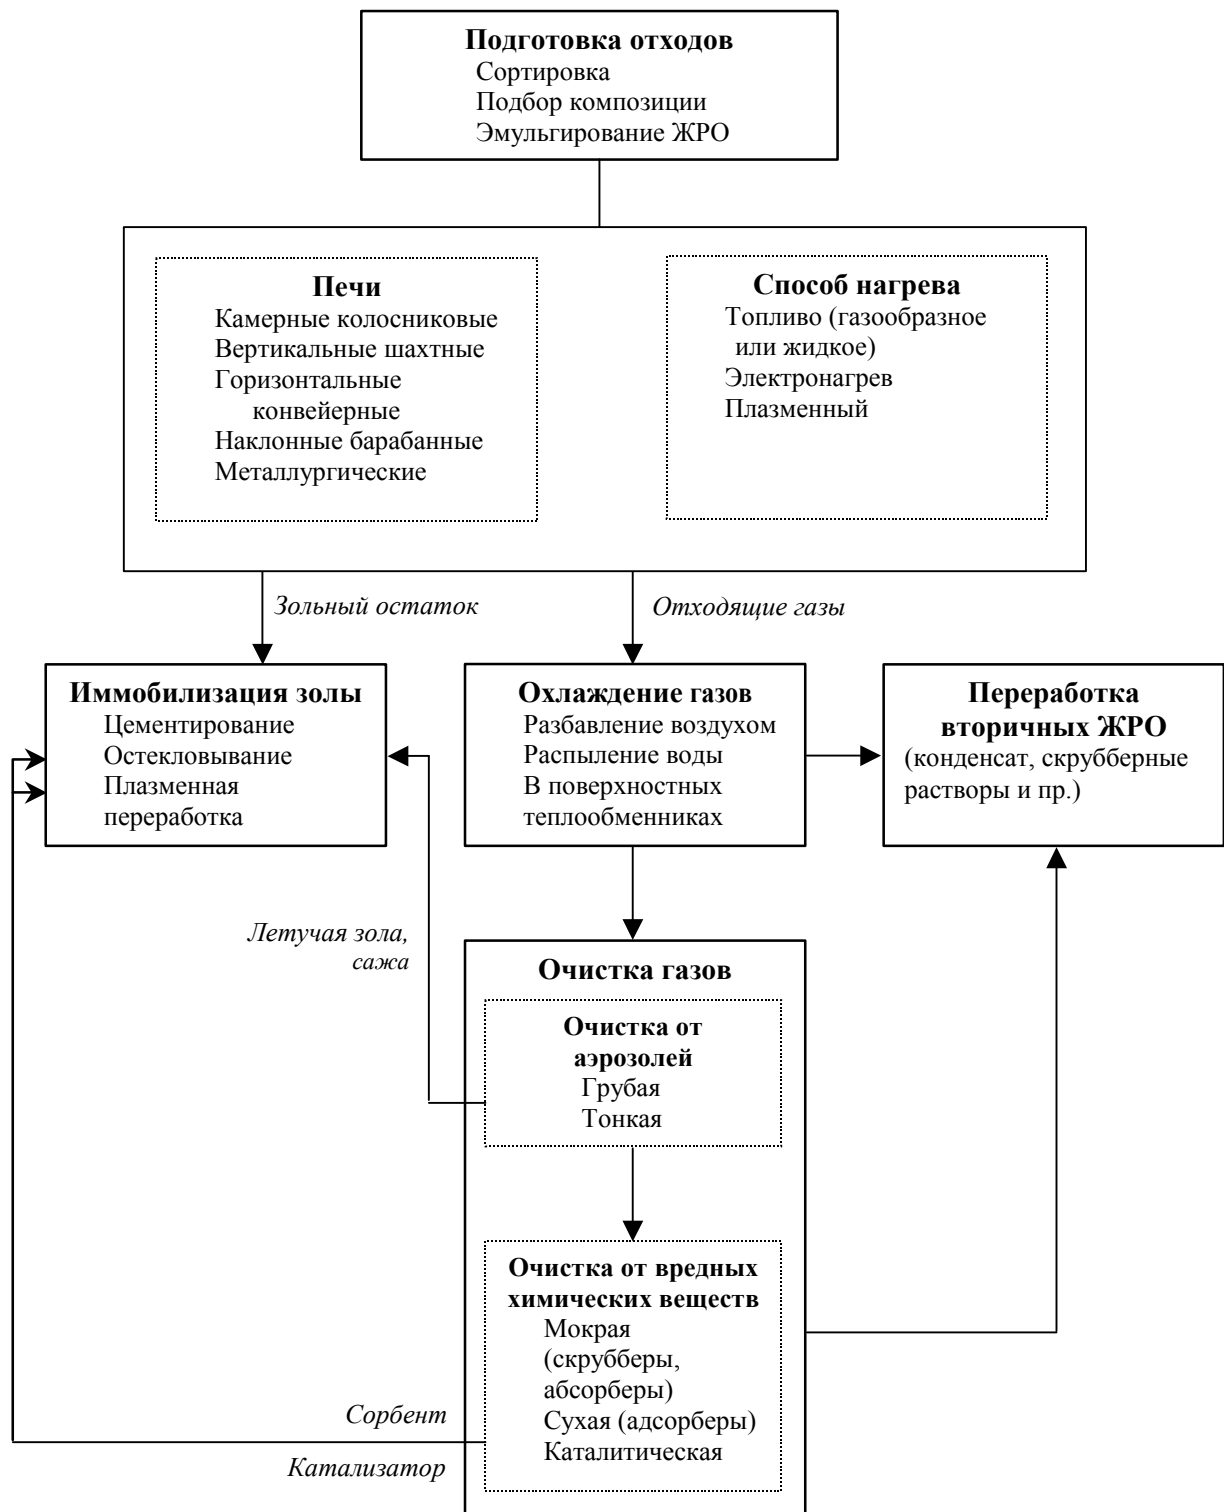 Подготовка отходов
Сортировка
Подбор композиции
Эмульгирование ЖРО
Печи
Камерные колосниковые
Вертикальные шахтные
Горизонтальные
конвейерные
Наклонные барабанные
Металлургические
Способ нагрева
Топливо (газообразное
или жидкое)
Электронагрев
Плазменный
Зольный остаток
Отходящие газы
Иммобилизация золы
Цементирование
Остекловывание
Плазменная
переработка
Охлаждение газов
Разбавление воздухом
Распыление воды
В поверхностных
теплообменниках
Переработка
вторичных ЖРО
(конденсат, скрубберные
растворы и пр.)
Летучая зола,
сажа
Очистка газов
Очистка от
аэрозолей
Грубая
Тонкая
Очистка от вредных
химических веществ
Мокрая
(скрубберы,
абсорберы)
Сухая (адсорберы)
Каталитическая
Сорбент
Катализатор